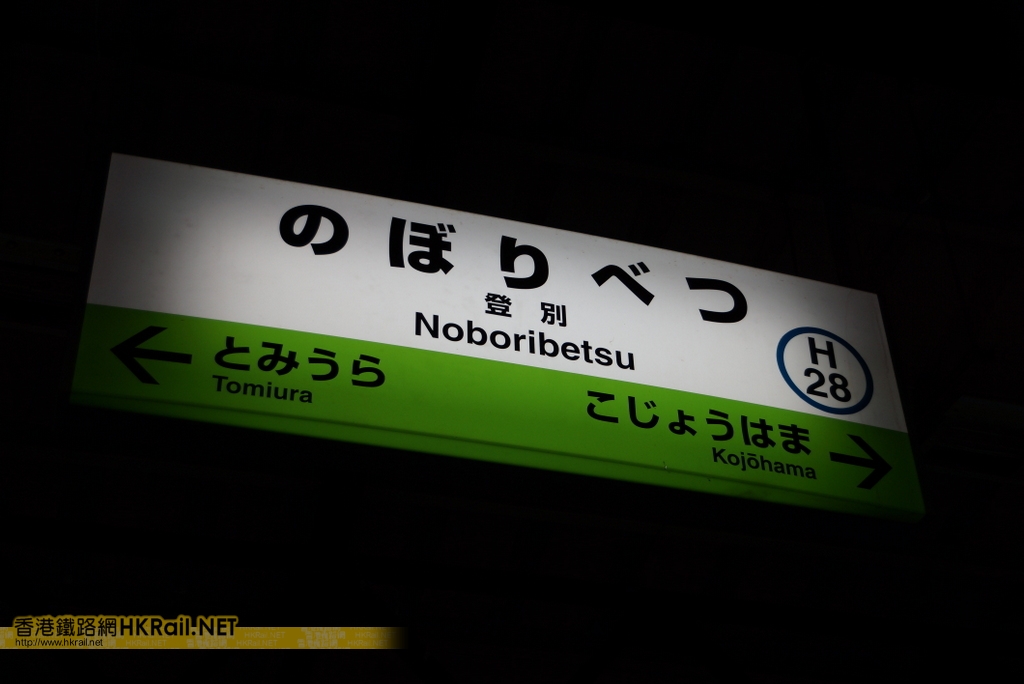 のぼりべつ
登別
Noboribetsu
H
28
とみうら
Tomiura
こじょうはま
Kojōhama
香港鐵路網HKRail.NET
http://www.hkrail.net